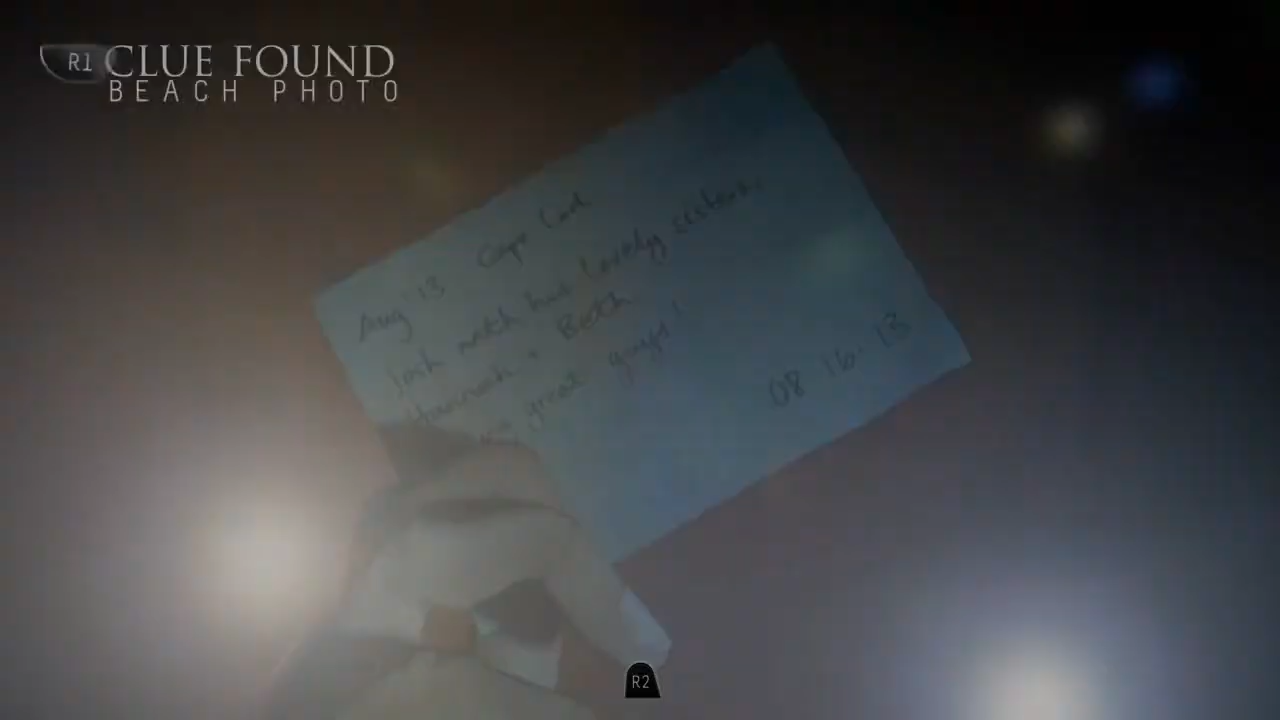 R1 CLUE FOUND
BEACH PHOTO
Aug '13 Cape Cod
Josh with his lovely sisters
Hannah + Beth
great guys!
08 16 13
R2